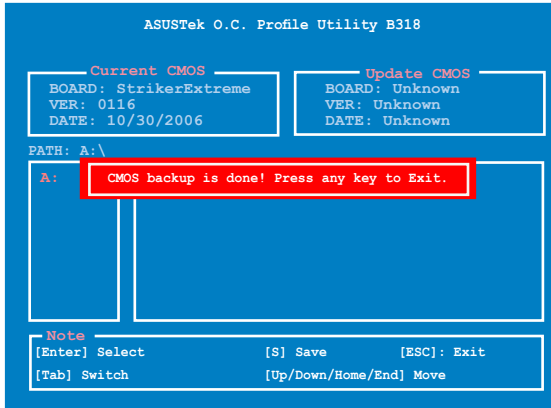 ASUSTek O.C. Profile Utility B318
Current CMOS
BOARD: StrikerExtreme
VER: 0116
DATE: 10/30/2006
Update CMOS
BOARD: Unknown
VER: Unknown
DATE: Unknown
PATH: A:\
A:
CMOS backup is done! Press any key to Exit.
Note
[Enter] Select [S] Save [ESC]: Exit
[Tab] Switch [Up/Down/Home/End] Move